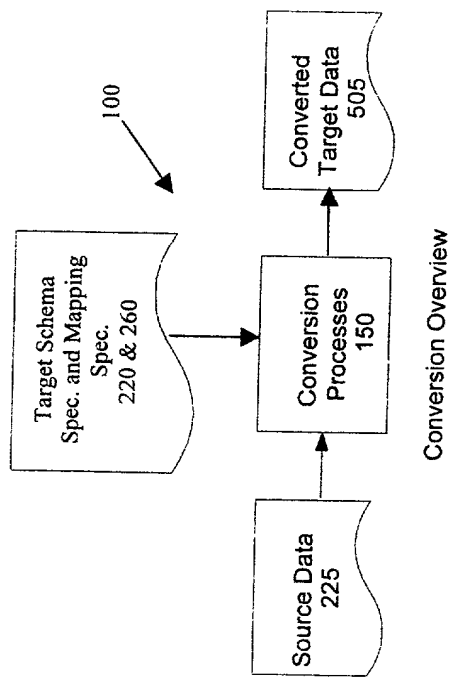 100
Target Schema
Spec. and Mapping
Spec.
220 & 260
Source Data
225
Conversion
Processes
150
Converted
Target Data
505
Conversion Overview